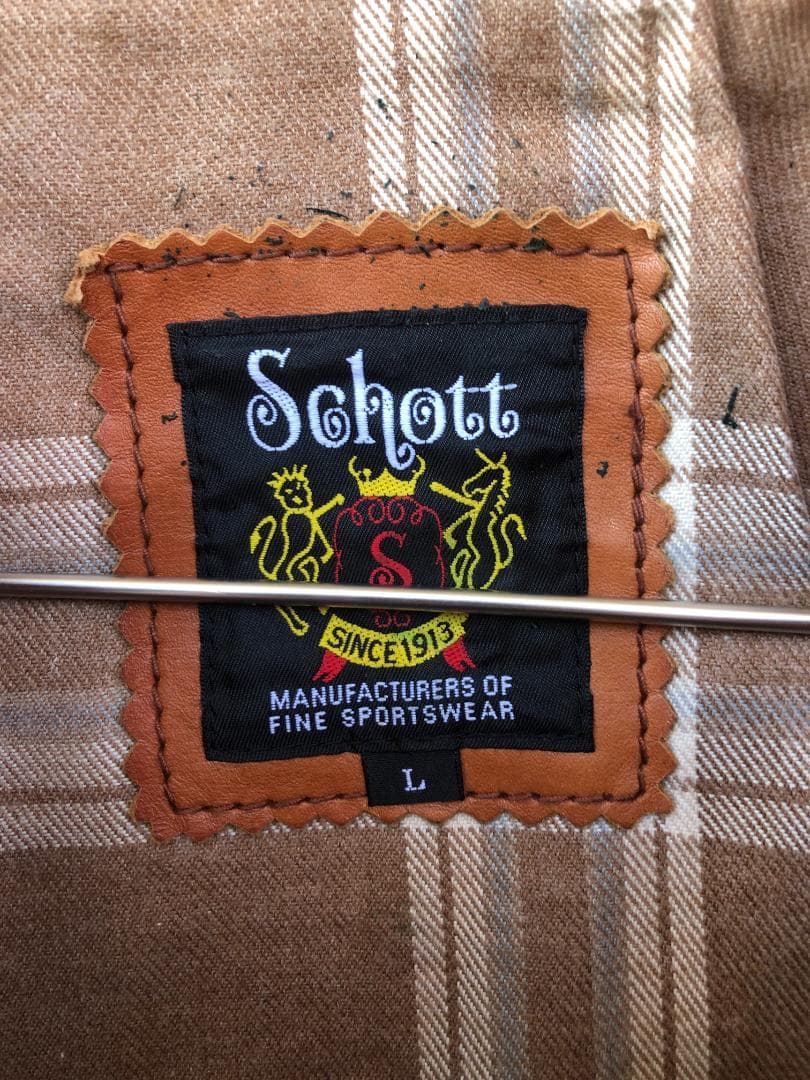 Schott
S
SINCE 1913
MANUFACTURERS OF
FINE SPORTSWEAR
L